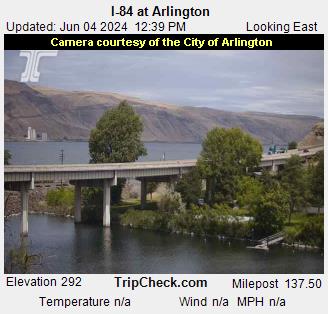 I-84 at Arlington
Updated: Jun 04 2024 12:39 PM Looking East
Camera courtesy of the City of Arlington
Elevation 292 TripCheck.com Milepost 137.50
Temperature n/a Wind n/a MPH n/a